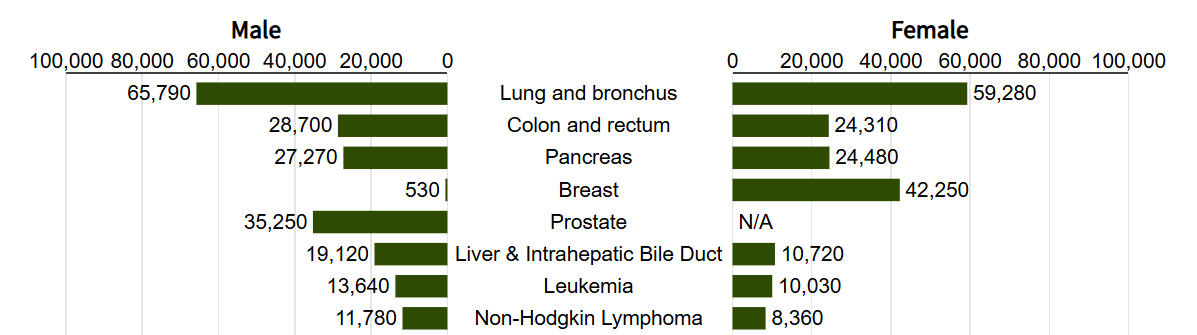 Male Female
100,000 80,000 60,000 40,000 20,000 0 0 20,000 40,000 60,000 80,000 100,000
65,790 Lung and bronchus 59,280
28,700 Colon and rectum 24,310
27,270 Pancreas 24,480
530 Breast 42,250
35,250 Prostate N/A
19,120 Liver & Intrahepatic Bile Duct 10,720
13,640 Leukemia 10,030
11,780 Non-Hodgkin Lymphoma 8,360